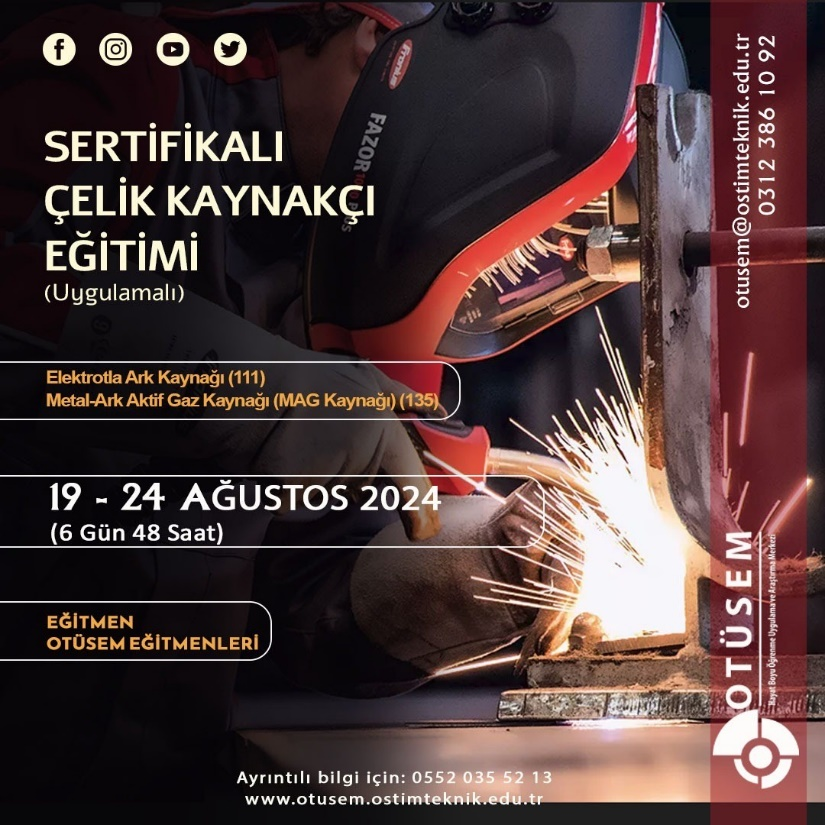 SERTİFİKALI
ÇELİK KAYNAKÇI
EĞİTİMİ
(Uygulamalı)
Elektrotla Ark Kaynağı (111)
Metal-Ark Aktif Gaz Kaynağı (MAG Kaynağı) (135)
19 - 24 AĞUSTOS 2024
(6 Gün 48 Saat)
EĞİTMEN
OTÜSEM EĞİTMENLERİ
Ayrıntılı bilgi için: 0552 035 52 13
www.otusem.ostimteknik.edu.tr
otusem@ostimteknik.edu.tr
0312 386 10 92
OTÜSEM
Hayat Boyu Öğrenme Uygulama ve Araştırma Merkezi
Fronius
FAZOR 1000 PLUS